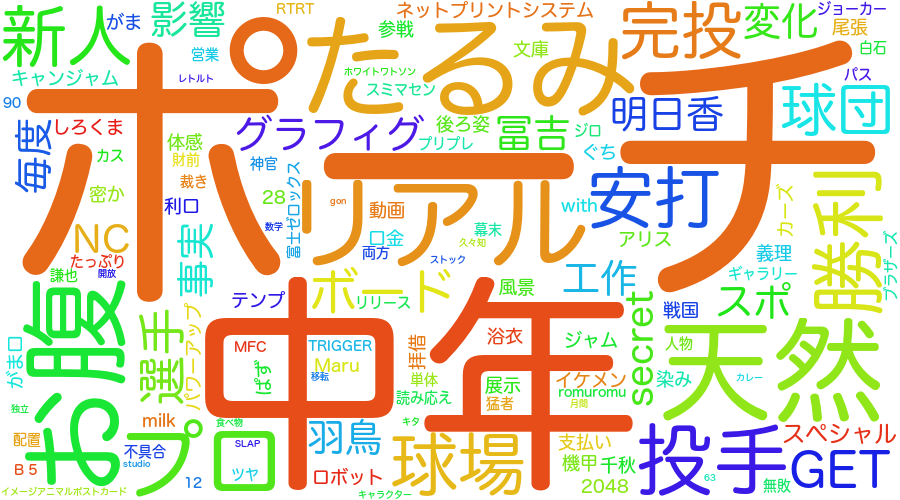 新人
がま
影響
RTRT
ネットプリントシステム
完投
変化
ジョーカー
尾張
白石
キャンジャム
営業
参戦
たるみ
文庫
パス
レトルト
ホワイトワトソン
スミマセン
90
ポチ
球団
明日香
しろくま
グラフィグ
後ろ姿
冨吉
ジロ
毎度
体感
プリプレ
ぐち
カス
財前
神官
富士ゼロックス
リアル
安打
カーズ
勝利
密か
裁き
利口
28
gon
動画
with
NC
事実
数学
口金
幕末
久々知
アリス
義理
ブラザーズ
たっぷり
謙也
開放
両方
ストック
工作
ギャラリー
お腹
ボード
テンプ
リリース
風景
secret
戦国
スポ
がま口
選手
パワーアップ
中年
浴衣
ジャム
天然
MFC
TRIGGER
拝借
人物
ぱす
Maru
移転
単体
展示
イケメン
染み
カレー
読み応え
romuromu
猛者
月間
独立
milk
食べ物
キタ
プロ
羽鳥
球場
投手
スペシャル
配置
不具合
SLAP
支払い
GET
B5
studio
ツヤ
ロボット
機甲
千秋
12
2048
63
無敗
イメージアニマルポストカード
キャラクター